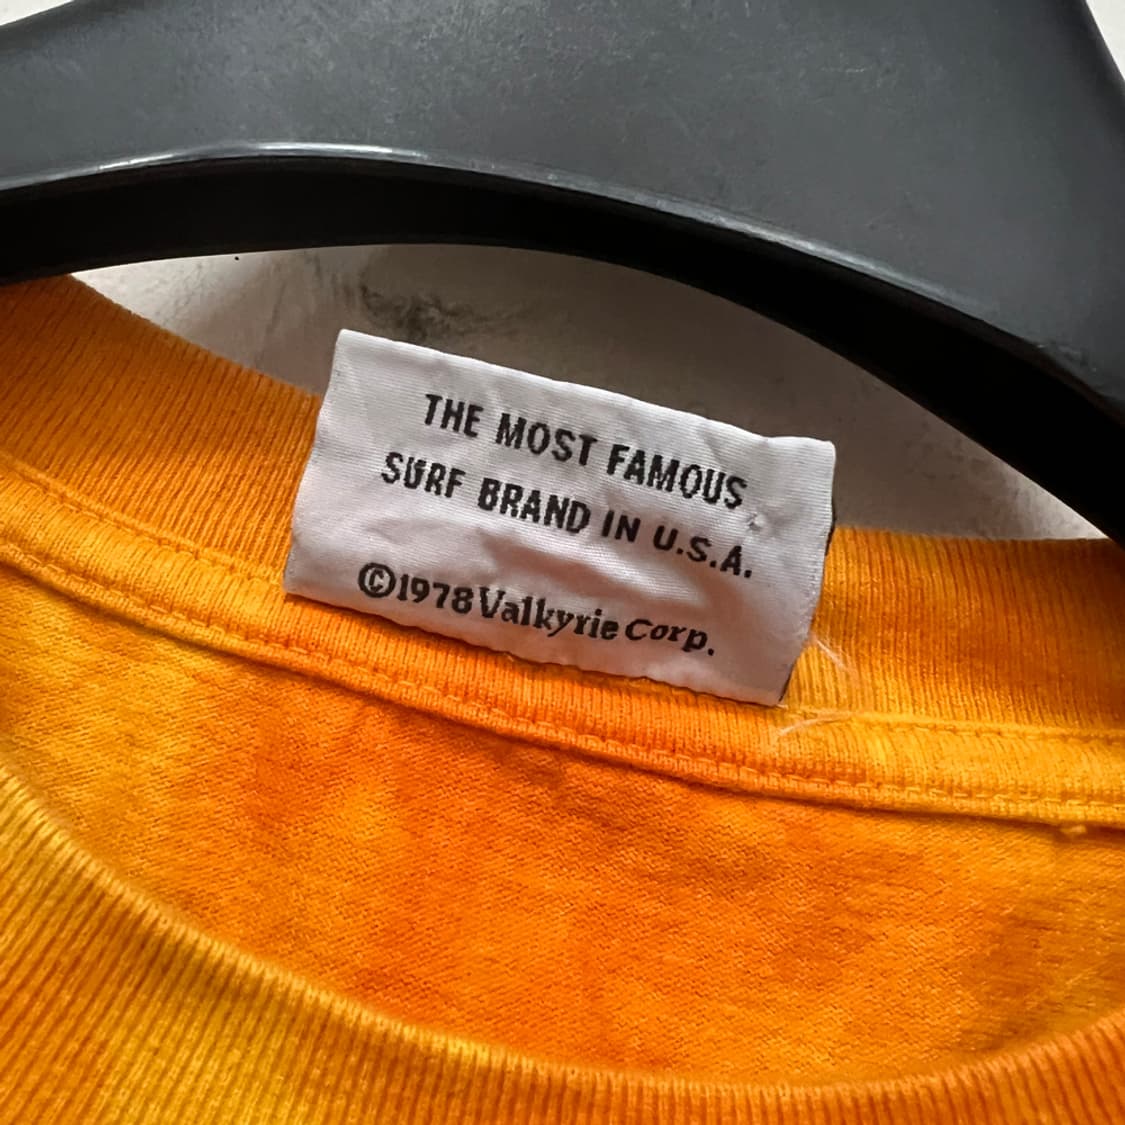 THE MOST FAMOUS
SURF BRAND IN U.S.A.
©1978 Valkyrie Corp.